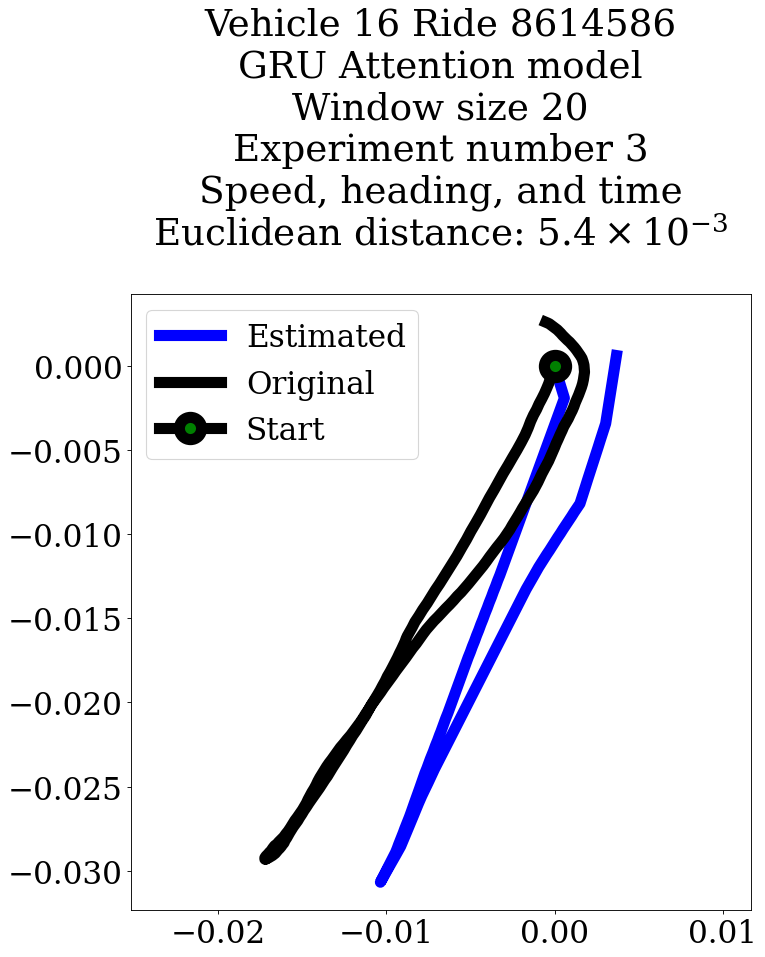 Vehicle 16 Ride 8614586
GRU Attention model
Window size 20
Experiment number 3
Speed, heading, and time
Euclidean distance: 5.4 × 10⁻³
Estimated
Original
Start
0.000
−0.005
−0.010
−0.015
−0.020
−0.025
−0.030
−0.02
−0.01
0.00
0.01